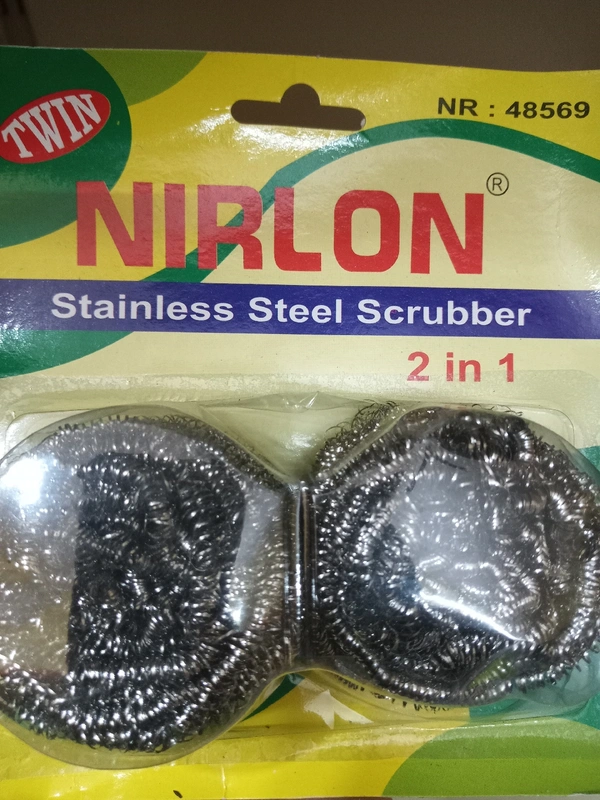 TWIN
NR : 48569
NIRLON®
Stainless Steel Scrubber
2 in 1